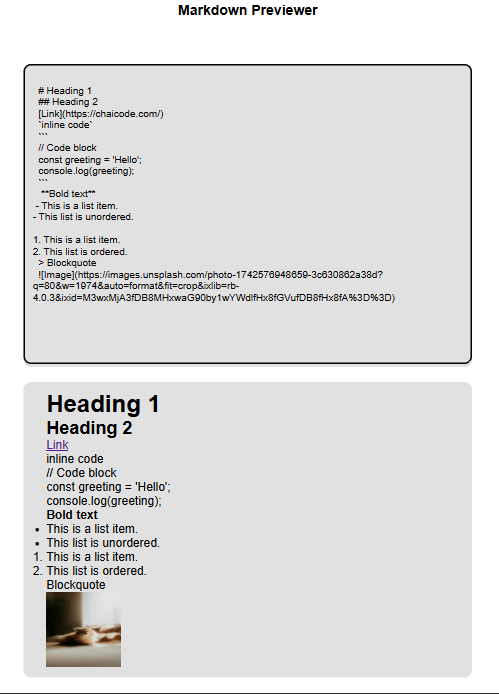 Markdown Previewer
# Heading 1
## Heading 2
[Link](https://chaicode.com/)
`inline code`
```
// Code block
const greeting = 'Hello';
console.log(greeting);
```
**Bold text**
- This is a list item.
- This list is unordered.
1. This is a list item.
2. This list is ordered.
> Blockquote
![Image](https://images.unsplash.com/photo-1742576948659-3c630862a38d?
q=80&w=1974&auto=format&fit=crop&ixlib=rb-
4.0.3&ixid=M3wxMjA3fDB8MHxwaG90by1wYWdlfHx8fGVufDB8fHx8fA%3D%3D)
Heading 1
Heading 2
Link
inline code
// Code block
const greeting = 'Hello';
console.log(greeting);
Bold text
• This is a list item.
• This list is unordered.
1. This is a list item.
2. This list is ordered.
Blockquote